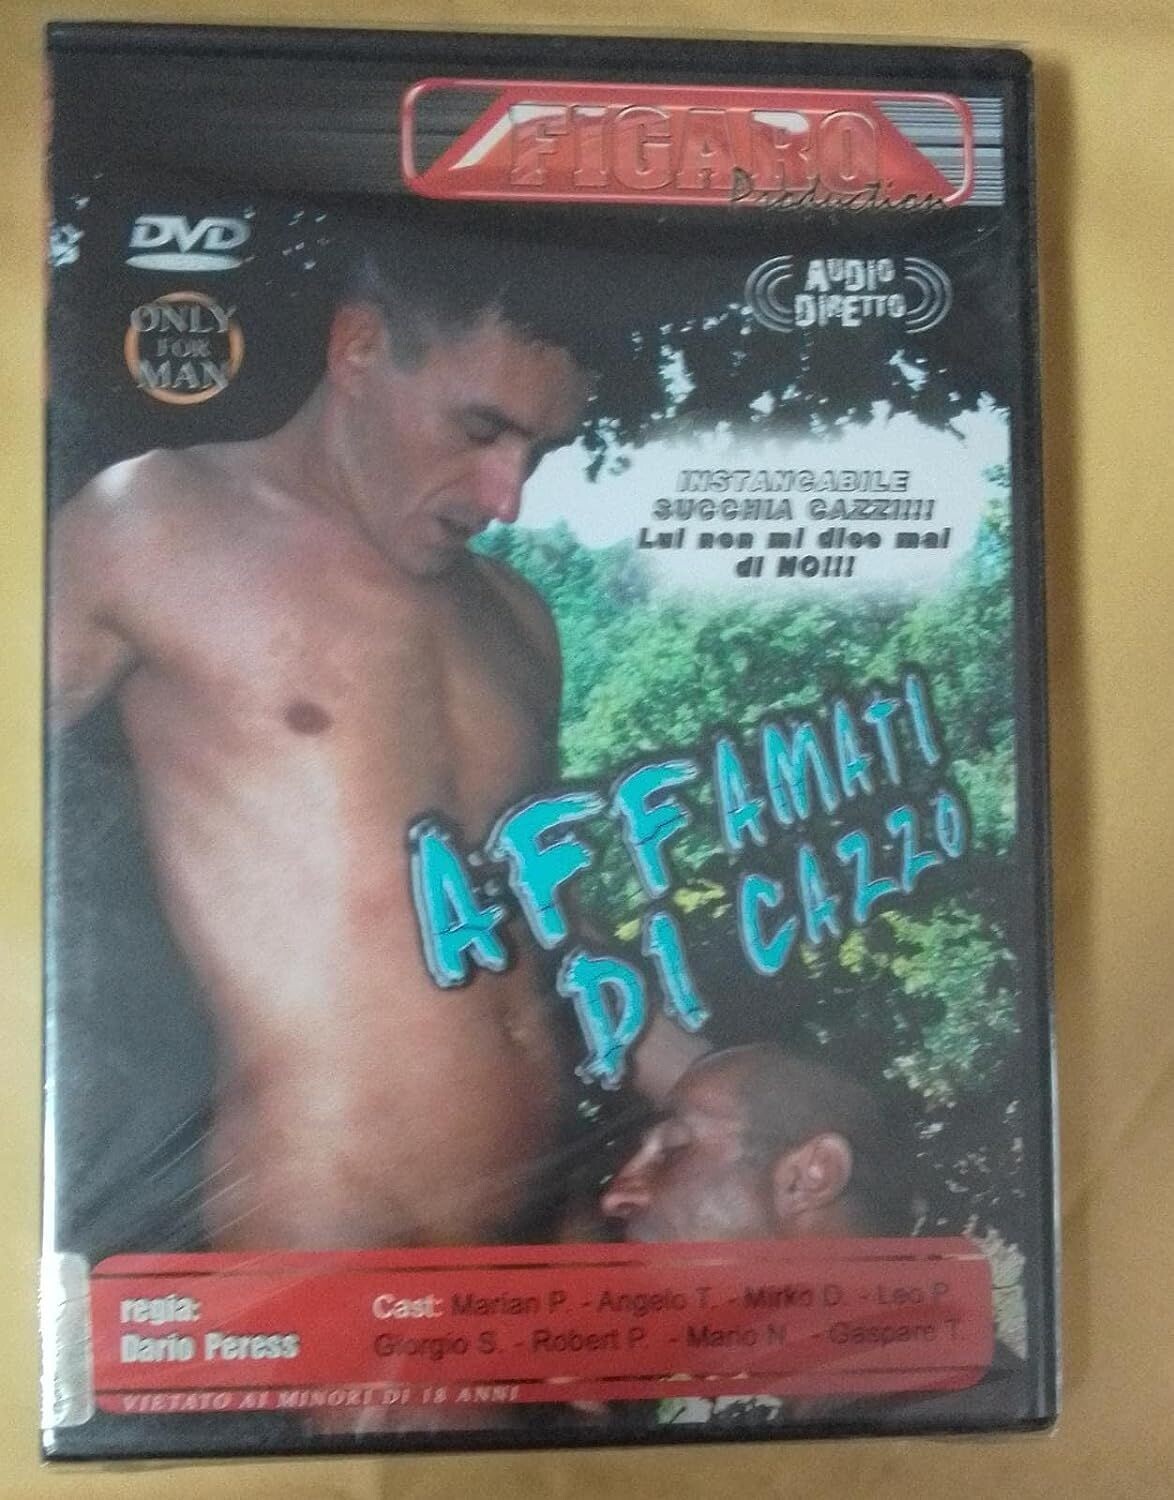 FIGARO
Production
DVD
AUDIO
DIRETTO
ONLY
FOR
MAN
INSTANCABILE
SUCCHIA CAZZI!!!!
Lui non mi dice mai
di NO!!!
AFFAMATI
DI CAZZO
regia:
Dario Peress
Cast: Marian P. - Angelo T. - Mirko D. - Leo P.
Giorgio S. - Robert P. - Mario N. - Gaspare T.
VIETATO AI MINORI DI 18 ANNI